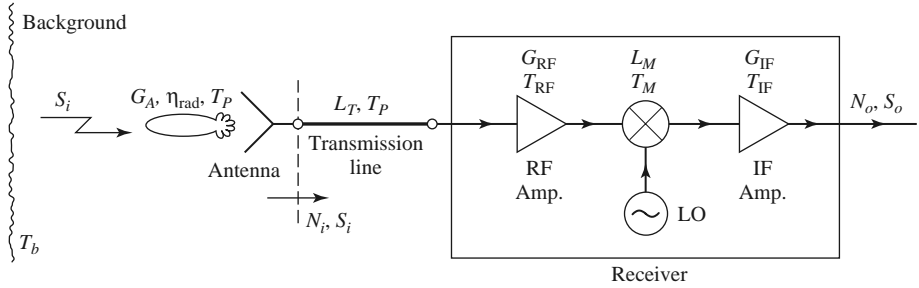 Background
S_i
T_b
G_A, η_rad, T_P
Antenna
L_T, T_P
Transmission
line
N_i, S_i
G_RF
T_RF
RF
Amp.
L_M
T_M
LO
G_IF
T_IF
IF
Amp.
N_o, S_o
Receiver